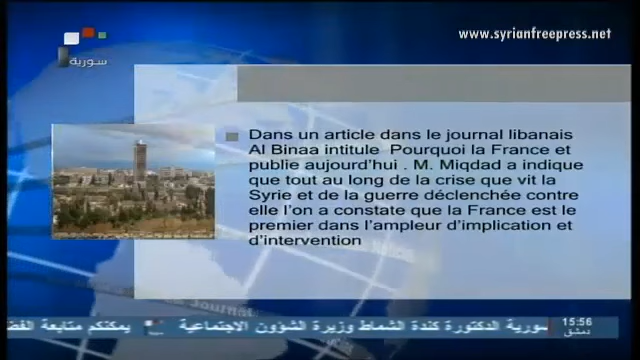 www.syrianfreepress.net
سورية
Dans un article dans le journal libanais
Al Binaa intitule Pourquoi la France et
publie aujourd'hui . M. Miqdad a indique
que tout au long de la crise que vit la
Syrie et de la guerre déclenchée contre
elle l'on a constate que la France est le
premier dans l'ampleur d'implication et
d'intervention
سورية الدكتورة كندة الشماط وزيرة الشؤون الاجتماعية
يمكنكم متابعة الفض
15:56
دمشق